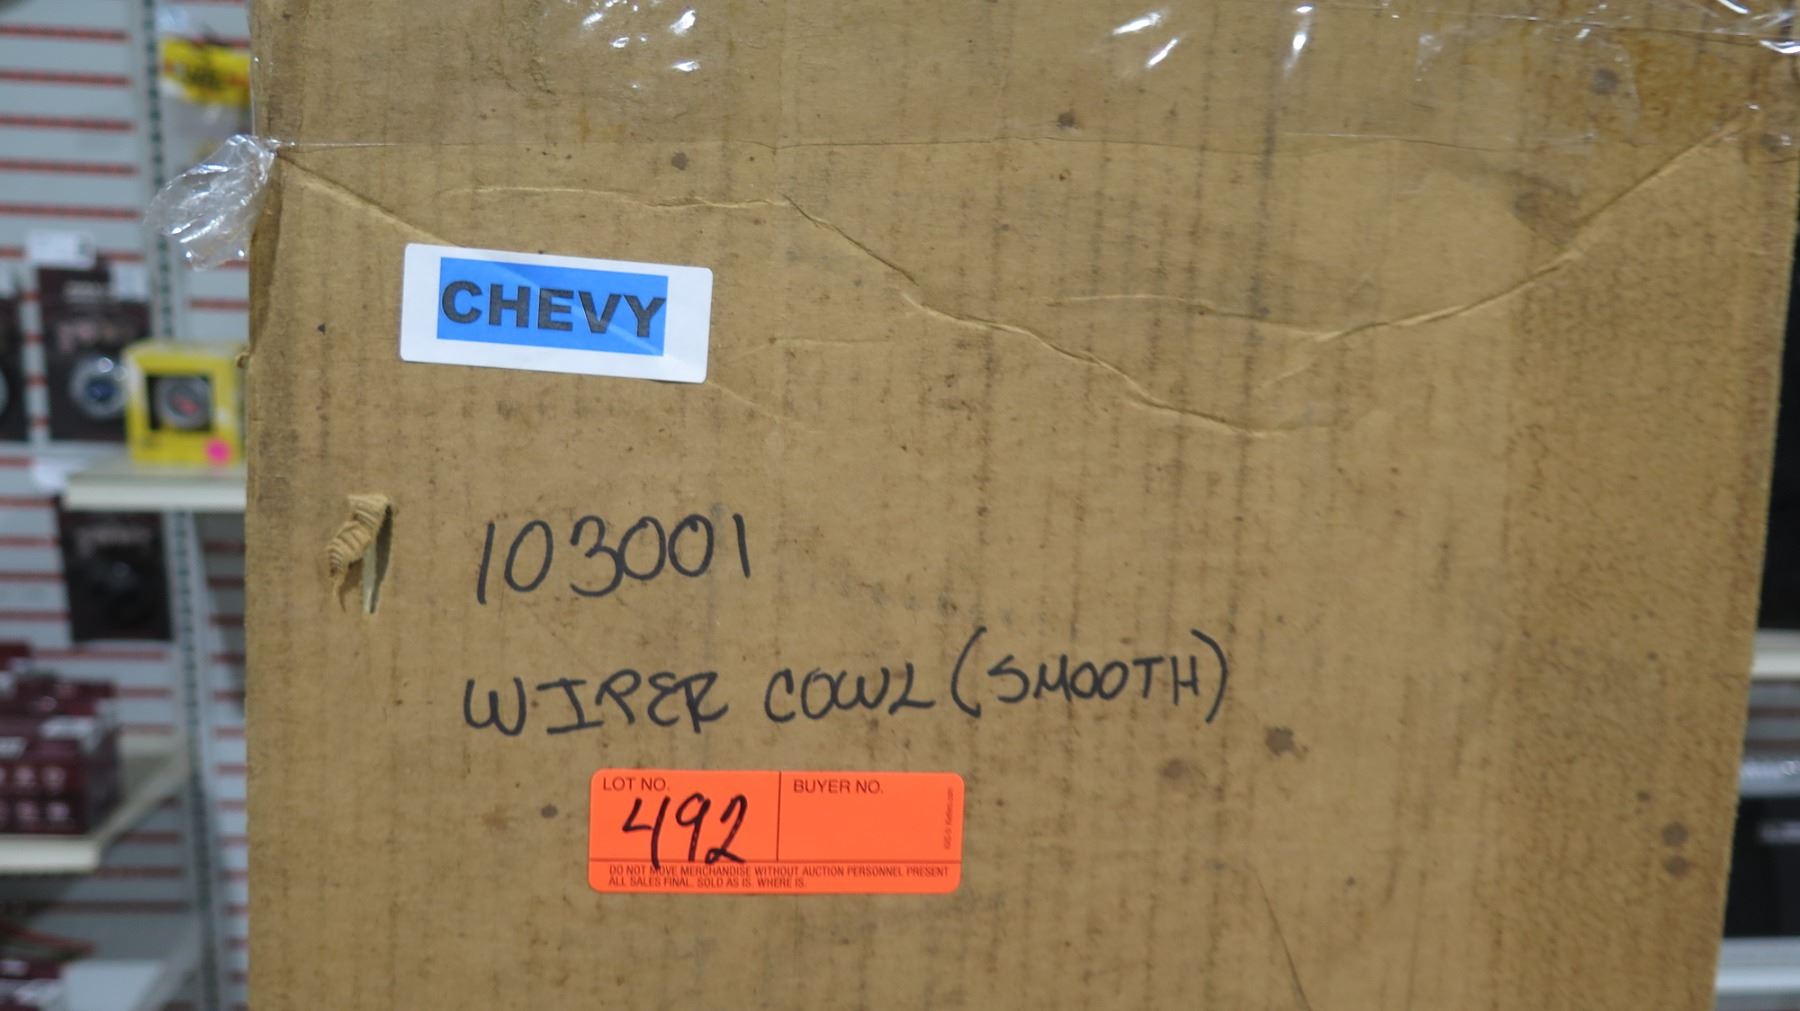 CHEVY
103001
WIPER COWL (SMOOTH)
LOT NO.
492
BUYER NO.
DO NOT MOVE MERCHANDISE WITHOUT AUCTION PERSONNEL PRESENT
ALL SALES FINAL. SOLD AS IS. WHERE IS.